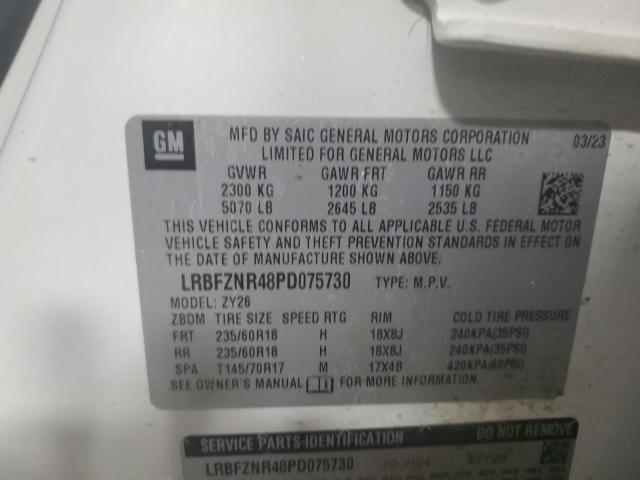 GM
MFD BY SAIC GENERAL MOTORS CORPORATION 03/23
LIMITED FOR GENERAL MOTORS LLC
GVWR GAWR FRT GAWR RR
2300 KG 1200 KG 1150 KG
5070 LB 2645 LB 2535 LB
THIS VEHICLE CONFORMS TO ALL APPLICABLE U.S. FEDERAL MOTOR
VEHICLE SAFETY AND THEFT PREVENTION STANDARDS IN EFFECT ON
THE DATE OF MANUFACTURE SHOWN ABOVE.
LRBFZNR48PD075730 TYPE: M.P.V.
MODEL: ZY26
ZBDM TIRE SIZE SPEED RTG RIM COLD TIRE PRESSURE
FRT 235/60R18 H 18X8J 240KPA(35PSI)
RR 235/60R18 H 18X8J 240KPA(35PSI)
SPA T145/70R17 M 17X4B 420KPA(60PSI)
SEE OWNER'S MANUAL FOR MORE INFORMATION
SERVICE PARTS IDENTIFICATION DO NOT REMOVE
LRBFZNR48PD075730